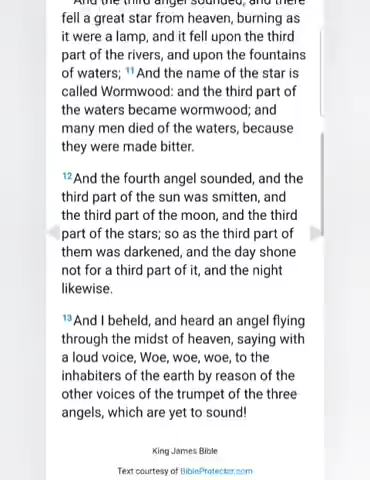 And the third angel sounded, and there
fell a great star from heaven, burning as
it were a lamp, and it fell upon the third
part of the rivers, and upon the fountains
of waters; 11 And the name of the star is
called Wormwood: and the third part of
the waters became wormwood; and
many men died of the waters, because
they were made bitter.
12 And the fourth angel sounded, and the
third part of the sun was smitten, and
the third part of the moon, and the third
part of the stars; so as the third part of
them was darkened, and the day shone
not for a third part of it, and the night
likewise.
13 And I beheld, and heard an angel flying
through the midst of heaven, saying with
a loud voice, Woe, woe, woe, to the
inhabiters of the earth by reason of the
other voices of the trumpet of the three
angels, which are yet to sound!
King James Bible
Text courtesy of BibleProtector.com